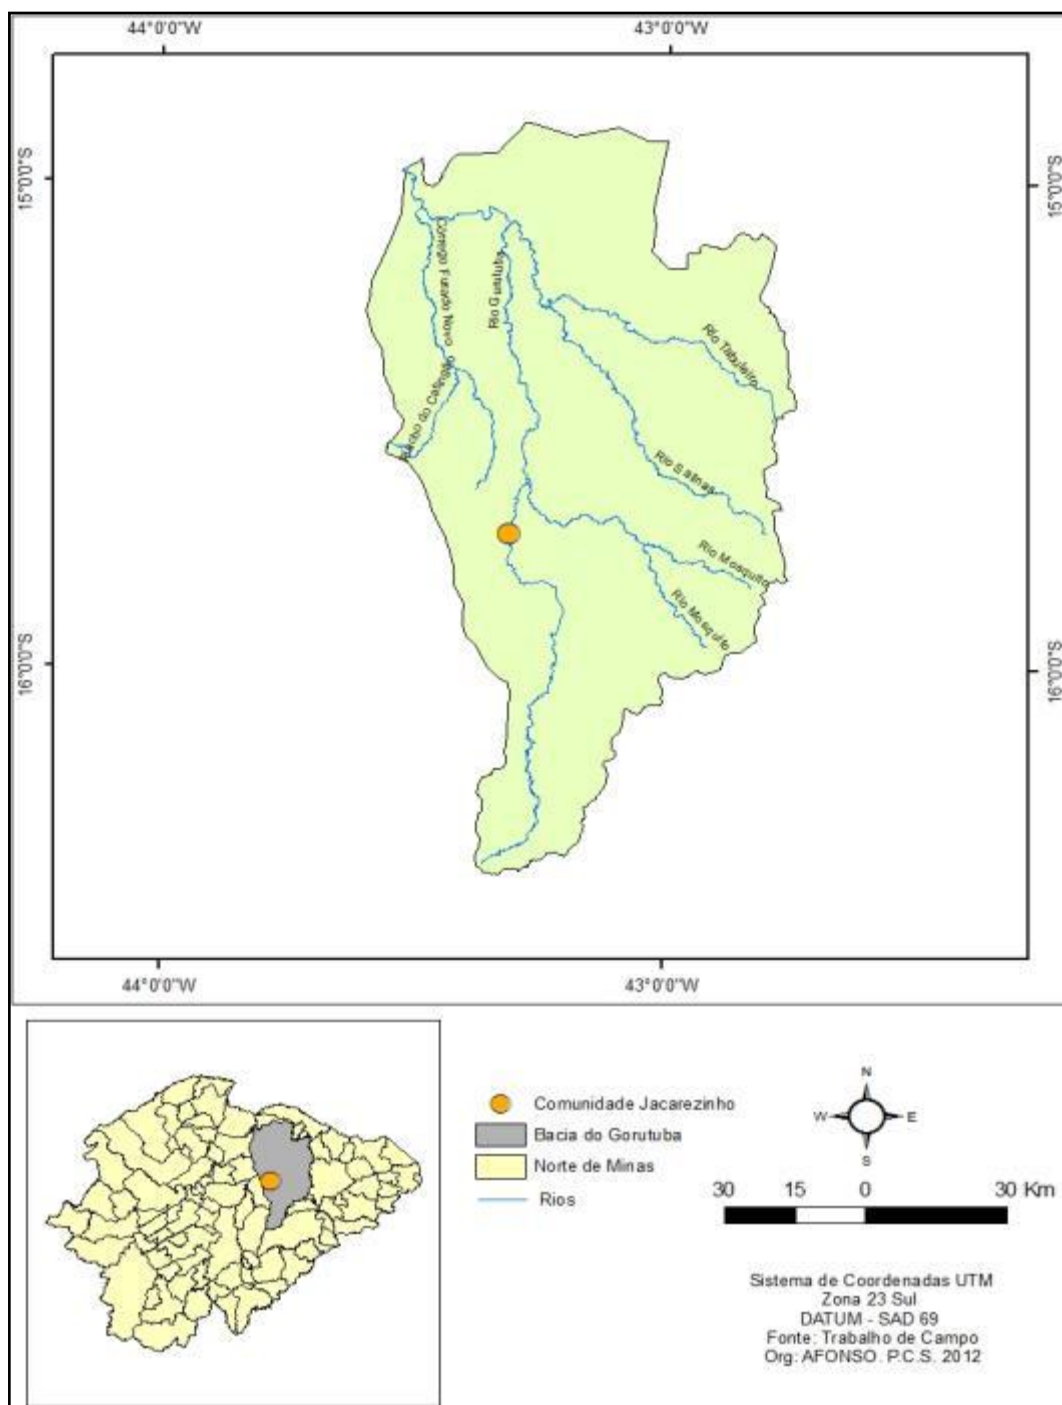 44°0'0"W
43°0'0"W
15°0'0"S
15°0'0"S
Corrego Furado Novo
Rio Gurutuba
Rio Tabuleiro
Riacho do Catinga
Rio Salinas
Rio Mosquito
Rio Mosquito
16°0'0"S
16°0'0"S
44°0'0"W
43°0'0"W
Comunidade Jacarezinho
Bacia do Gorutuba
Norte de Minas
Rios
N
W
E
S
30 15 0 30 Km
Sistema de Coordenadas UTM
Zona 23 Sul
DATUM - SAD 69
Fonte: Trabalho de Campo
Org: AFONSO. P.C.S. 2012